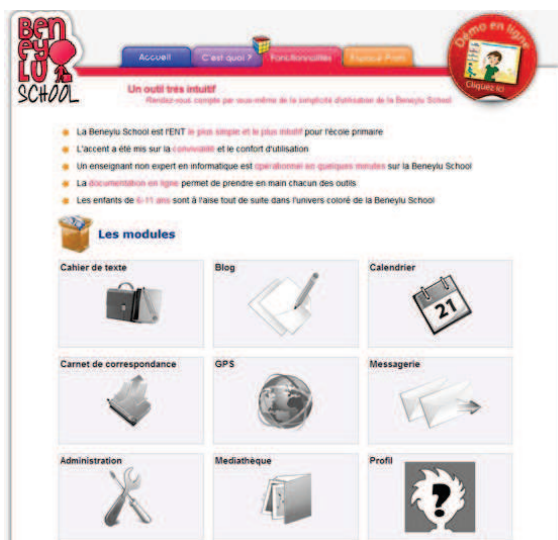 Beneylu
SCHOOL
Accueil
C'est quoi ?
Fonctionnalités
Espace Pro
Démo en ligne
Cliquez ici
Un outil très intuitif
Rendez-vous compte par vous-même de la simplicité d'utilisation de la Beneylu School
La Beneylu School est l'ENT le plus simple et le plus intuitif pour l'école primaire
L'accent a été mis sur la convivialité et le confort d'utilisation
Un enseignant non expert en informatique est opérationnel en quelques minutes sur la Beneylu School
La documentation en ligne permet de prendre en main chacun des outils
Les enfants de 6-11 ans sont à l'aise tout de suite dans l'univers coloré de la Beneylu School
Les modules
Cahier de texte
Blog
Calendrier
21
Carnet de correspondance
GPS
Messagerie
Administration
Mediathèque
Profil
?